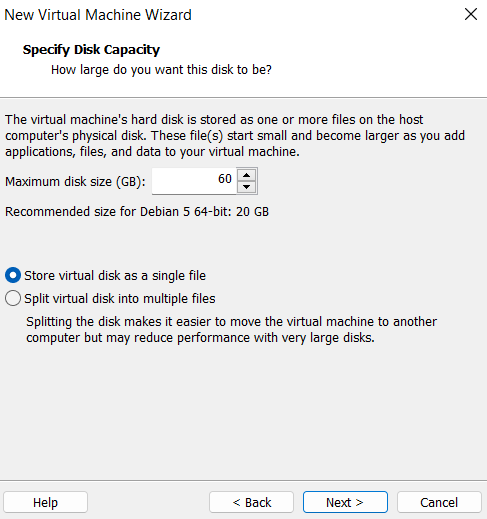 New Virtual Machine Wizard
Specify Disk Capacity
How large do you want this disk to be?
The virtual machine's hard disk is stored as one or more files on the host
computer's physical disk. These file(s) start small and become larger as you add
applications, files, and data to your virtual machine.
Maximum disk size (GB): 60
Recommended size for Debian 5 64-bit: 20 GB
Store virtual disk as a single file
Split virtual disk into multiple files
Splitting the disk makes it easier to move the virtual machine to another
computer but may reduce performance with very large disks.
Help < Back Next > Cancel